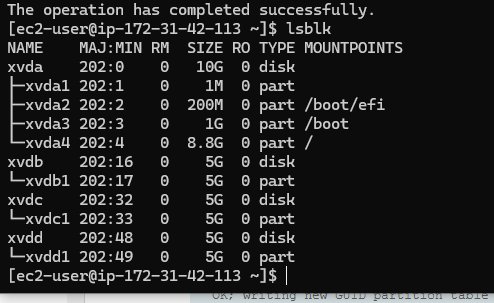 The operation has completed successfully.
[ec2-user@ip-172-31-42-113 ~]$ lsblk
NAME    MAJ:MIN RM  SIZE RO TYPE MOUNTPOINTS
xvda    202:0    0   10G  0 disk
├─xvda1 202:1    0    1M  0 part
├─xvda2 202:2    0  200M  0 part /boot/efi
├─xvda3 202:3    0    1G  0 part /boot
└─xvda4 202:4    0  8.8G  0 part /
xvdb    202:16   0    5G  0 disk
└─xvdb1 202:17   0    5G  0 part
xvdc    202:32   0    5G  0 disk
└─xvdc1 202:33   0    5G  0 part
xvdd    202:48   0    5G  0 disk
└─xvdd1 202:49   0    5G  0 part
[ec2-user@ip-172-31-42-113 ~]$
OK; writing new GUID partition table